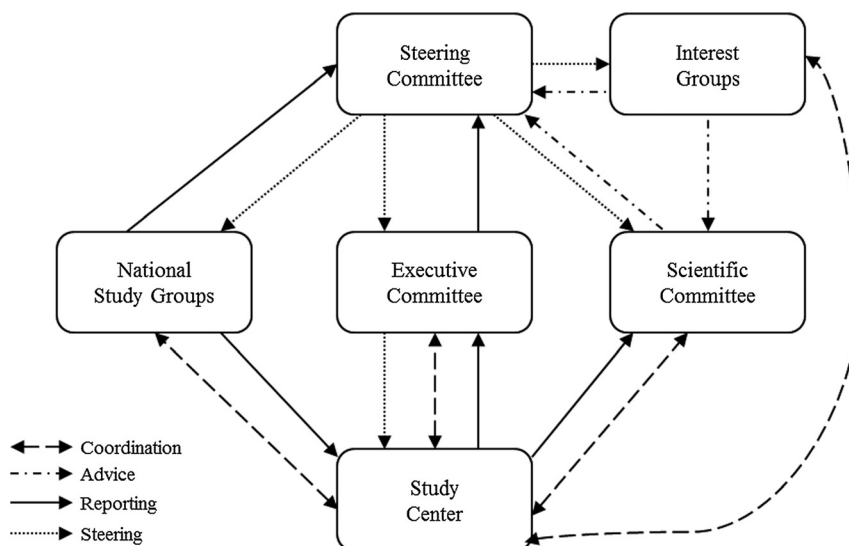 Steering
Committee
Interest
Groups
National
Study Groups
Executive
Committee
Scientific
Committee
Study
Center
Coordination
Advice
Reporting
Steering